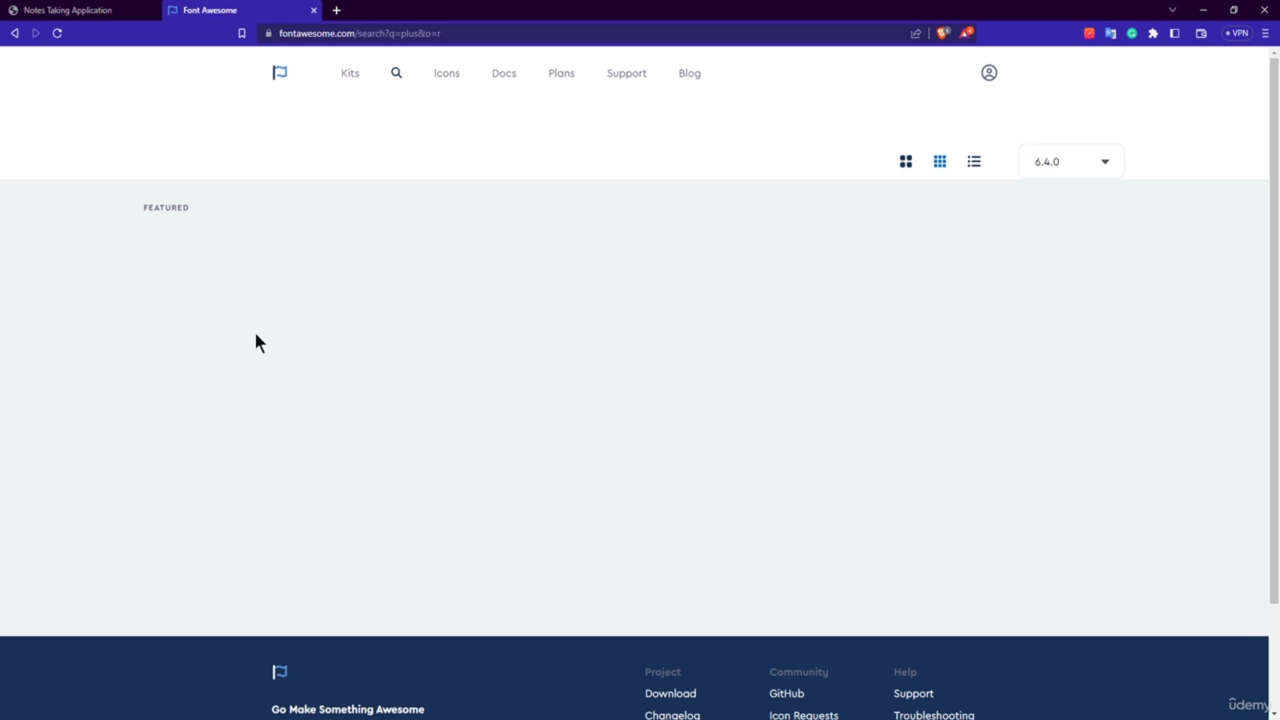 Notes Taking Application
Font Awesome
fontawesome.com/search?q=plus&o=r
VPN
Kits
Icons
Docs
Plans
Support
Blog
6.4.0
FEATURED
Project
Community
Help
Download
GitHub
Support
Go Make Something Awesome
Changelog
Icon Requests
Troubleshooting
ûdemy